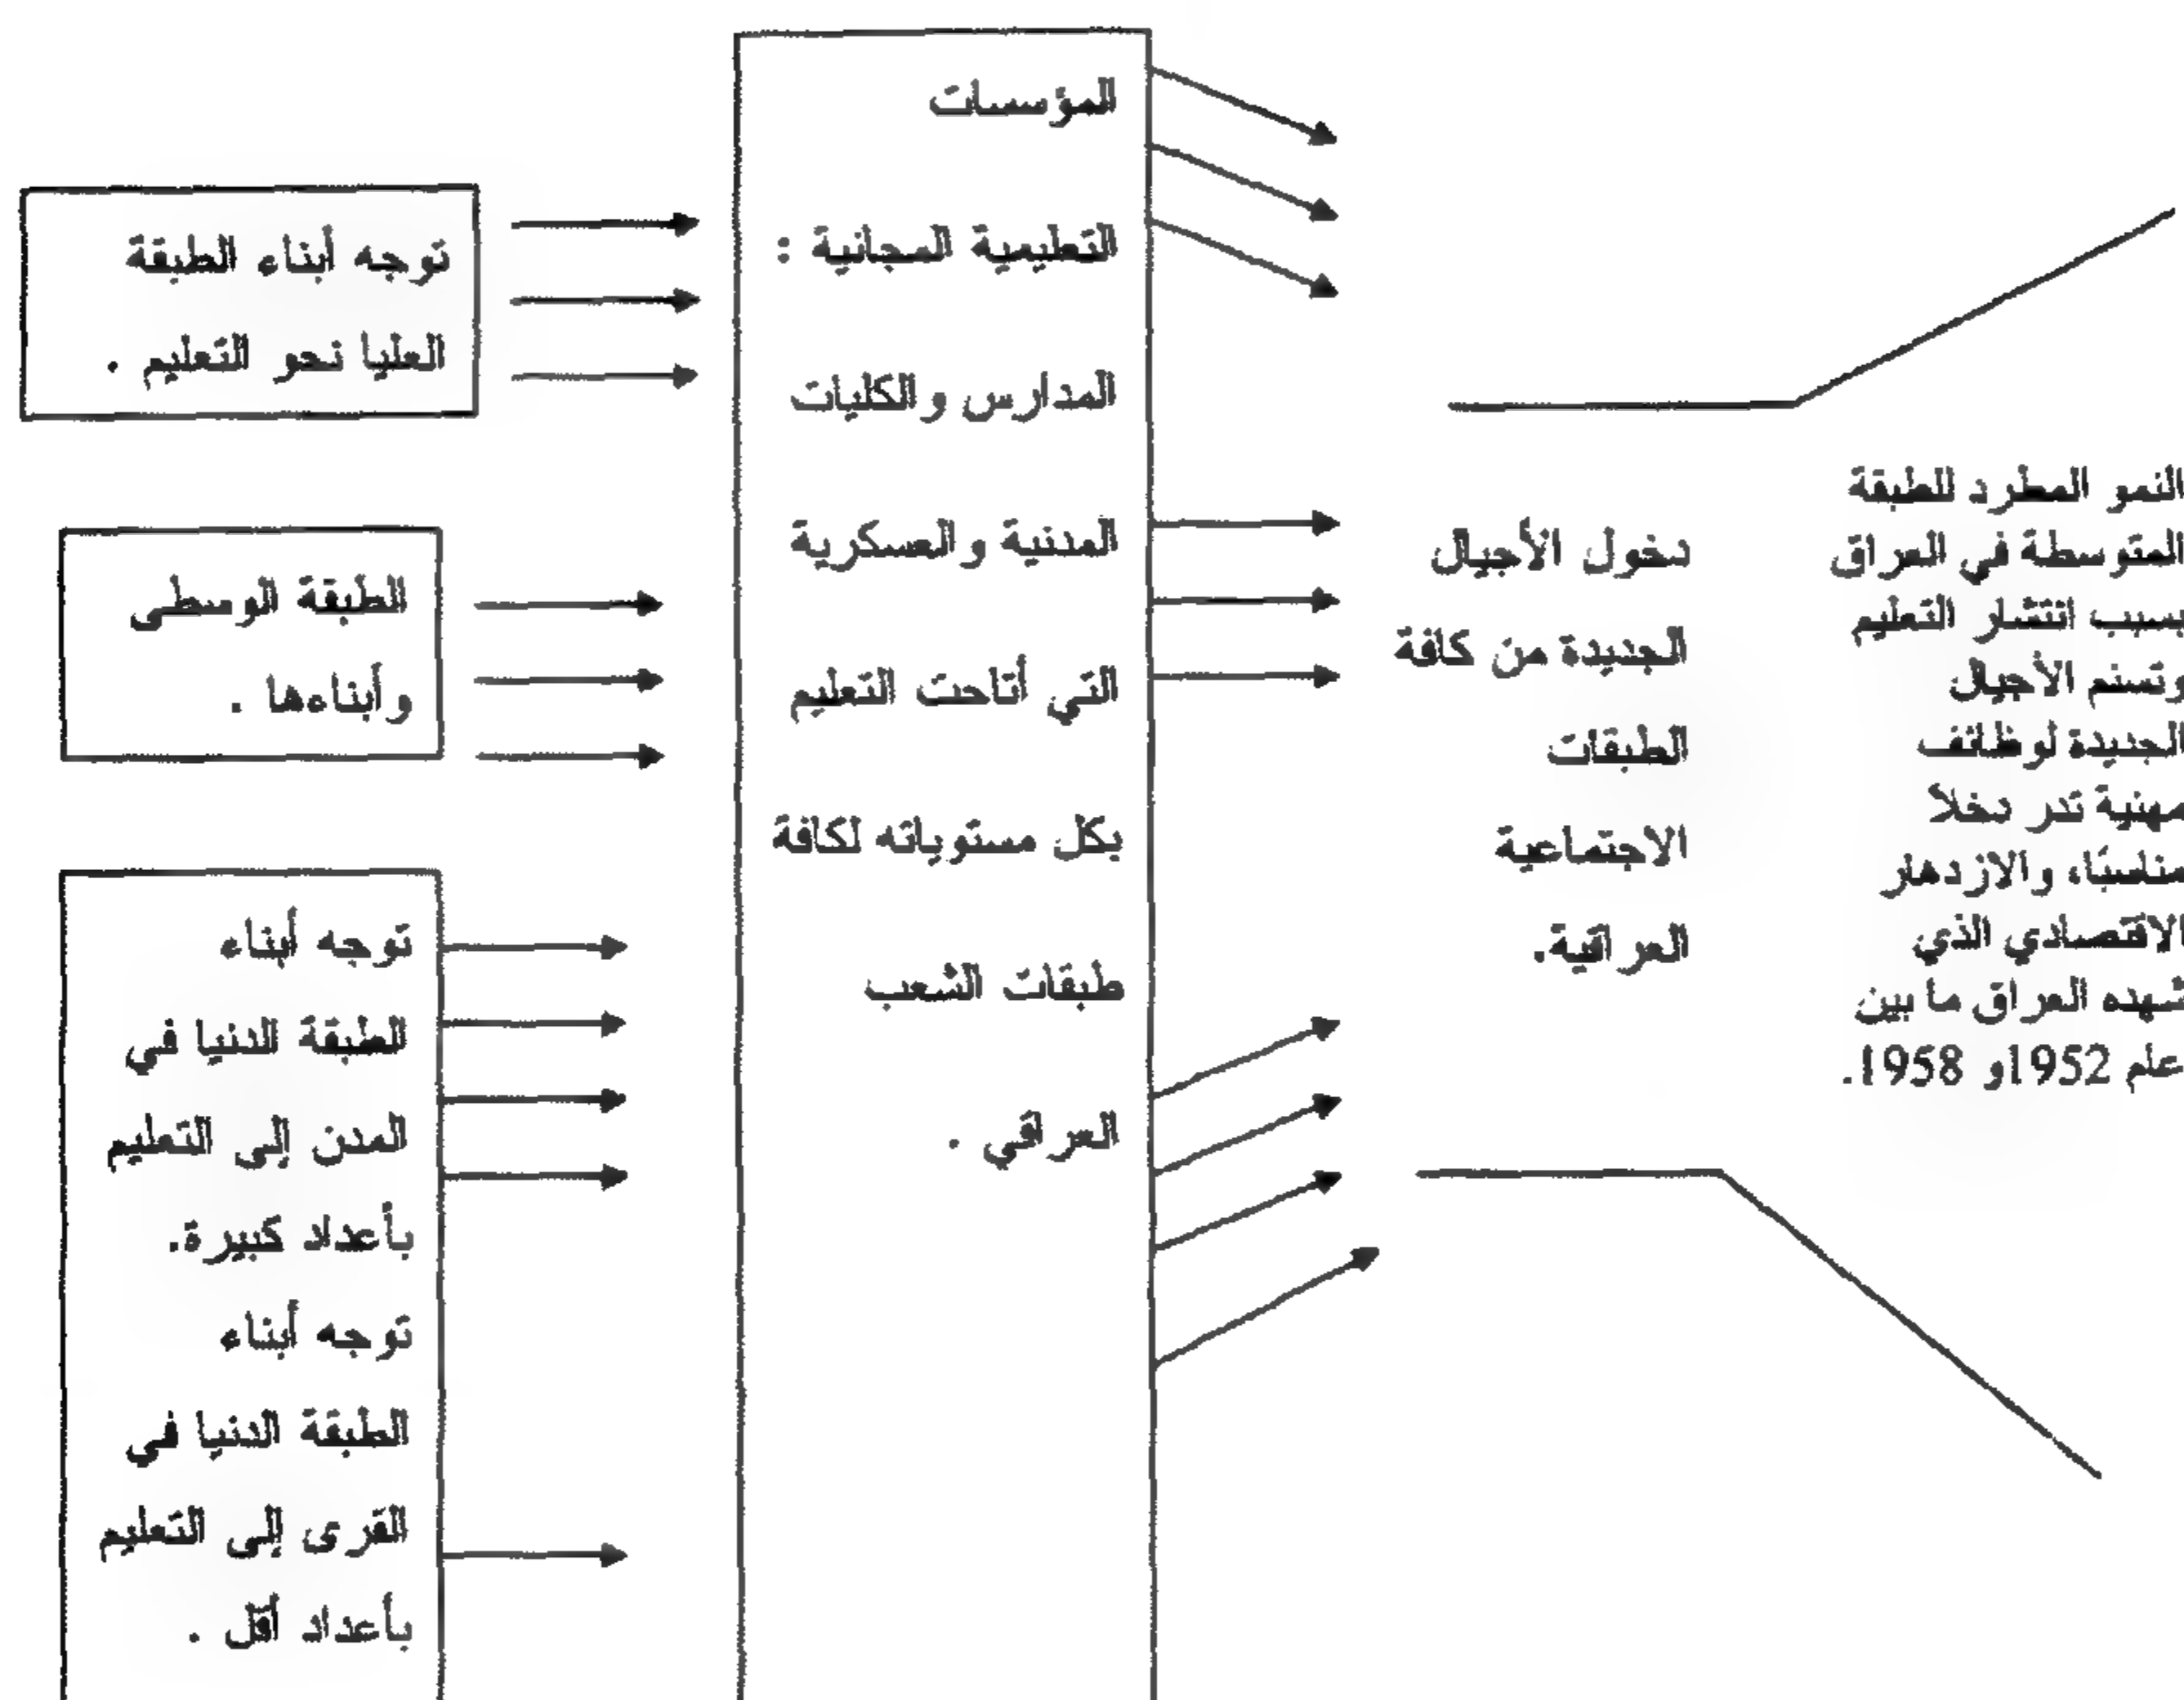 توجه أبناء الطبقة
العليا نحو التعليم .
الطبقة الوسطى
وأبناءها .
توجه أبناء
الطبقة الدنيا في
المدن إلى التعليم
بأعداد كبيرة.
توجه أبناء
الطبقة الدنيا في
القرى إلى التعليم
بأعداد أقل .
المؤسسات
التعليمية المجانية :
المدارس والكليات
المدنية والعسكرية
التي أتاحت التعليم
بكل مستوياته لكافة
طبقات الشعب
العراقي .
دخول الأجيال
الجديدة من كافة
الطبقات
الاجتماعية
العراقية.
النمو المطرد للطبقة
المتوسطة في العراق
بسبب انتشار التعليم
وتسنم الأجيال
الجديدة لوظائف
مهنية تدر دخلا
مناسبًا، والازدهار
الاقتصادي الذي
شهده العراق ما بين
عام 1952و 1958.